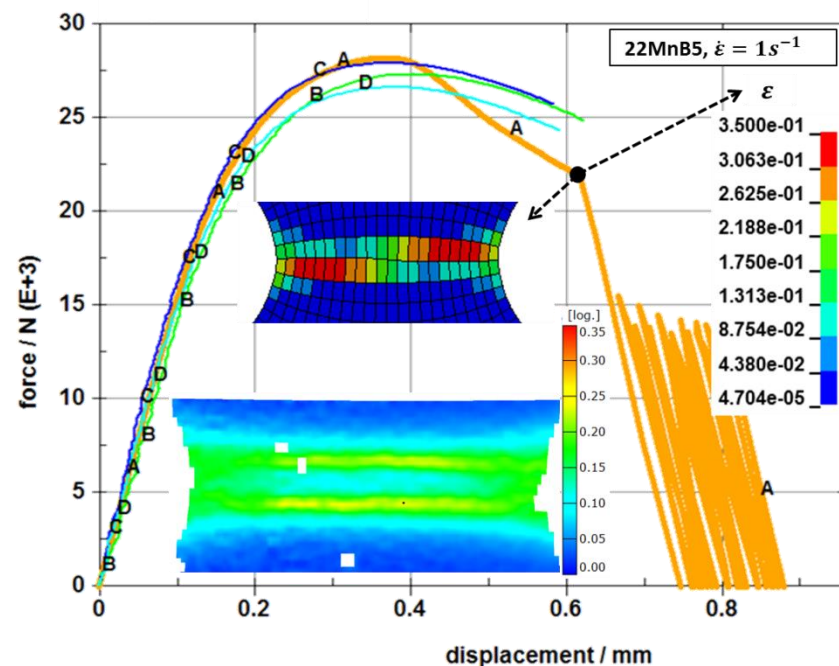 22MnB5, ε̇ = 1s⁻¹
ε
3.500e-01
3.063e-01
2.625e-01
2.188e-01
1.750e-01
1.313e-01
8.754e-02
4.380e-02
4.704e-05
force / N (E+3)
30
25
20
15
10
5
0
C A
A
C
B
D
A
C
D
A
B
C
D
B
C
D
B
C
A
D
B
D
C
B
A
[log.]
0.35
0.30
0.25
0.20
0.15
0.10
0.05
0.00
0 0.2 0.4 0.6 0.8
displacement / mm